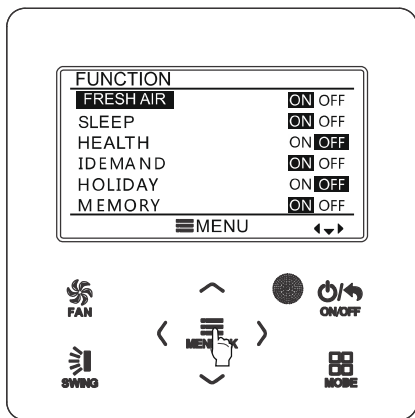 FUNCTION
FRESH AIR ON OFF
SLEEP ON OFF
HEALTH ON OFF
IDEMAND ON OFF
HOLIDAY ON OFF
MEMORY ON OFF
MENU
FAN
ON/OFF
SWING
MODE